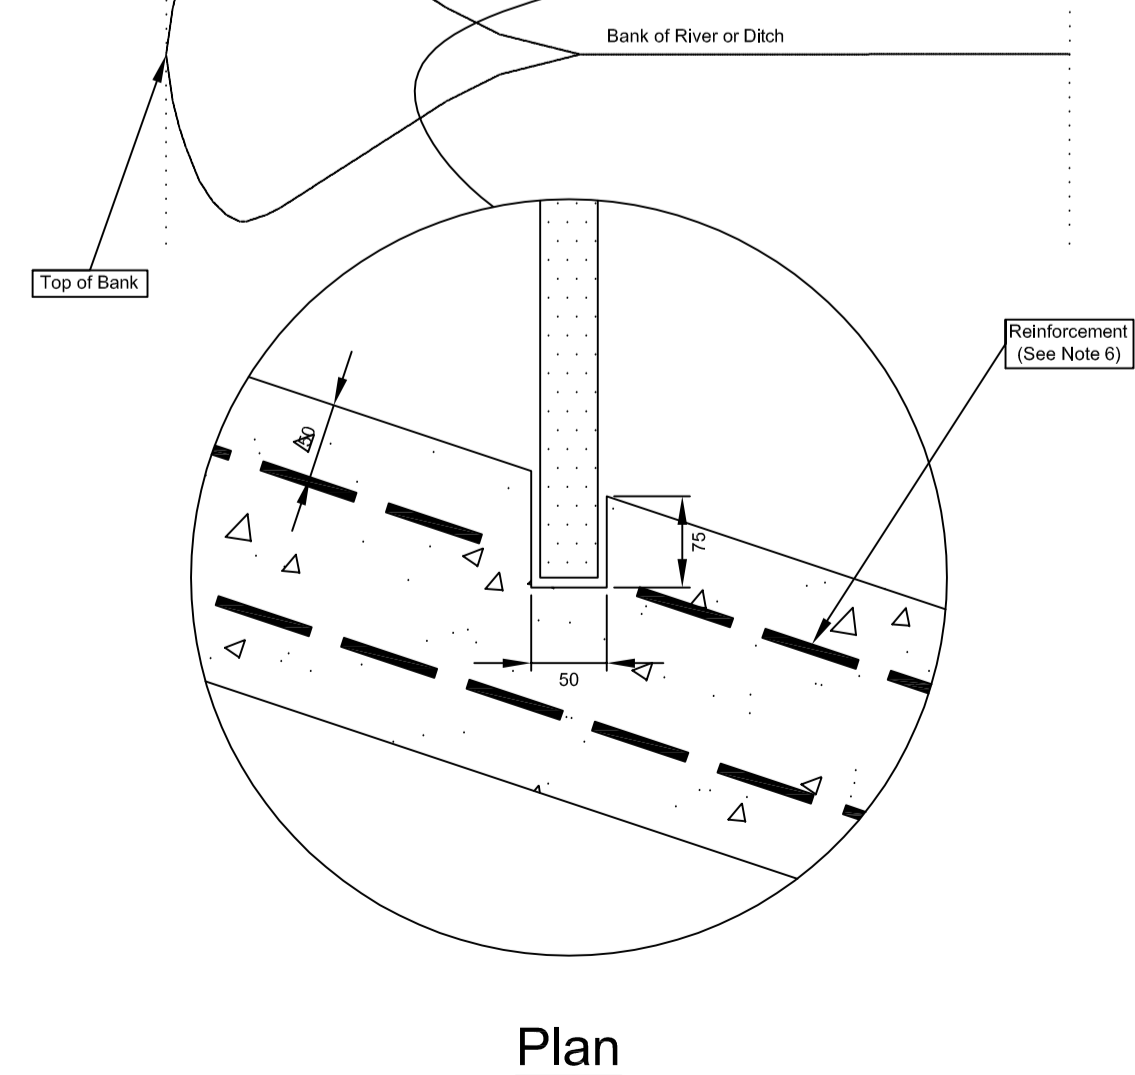 Bank of River or Ditch
Top of Bank
Reinforcement
(See Note 6)
75
50
Plan